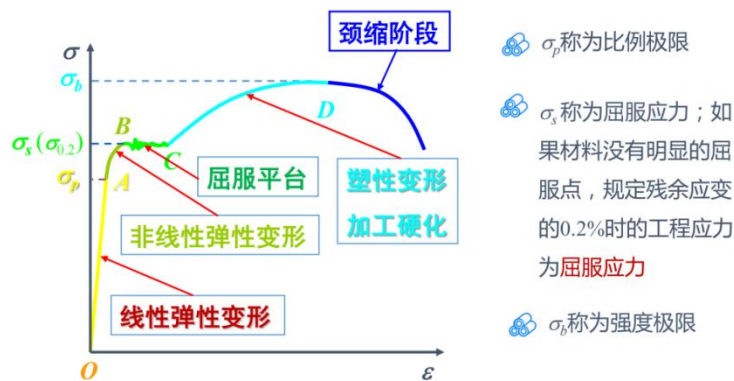 颈缩阶段
σ
σb
D
B
σs(σ0.2)
C
屈服平台
σp
A
塑性变形
加工硬化
非线性弹性变形
线性弹性变形
O
ε
σp称为比例极限
σs称为屈服应力；如
果材料没有明显的屈
服点，规定残余应变
的0.2%时的工程应力
为屈服应力
σb称为强度极限